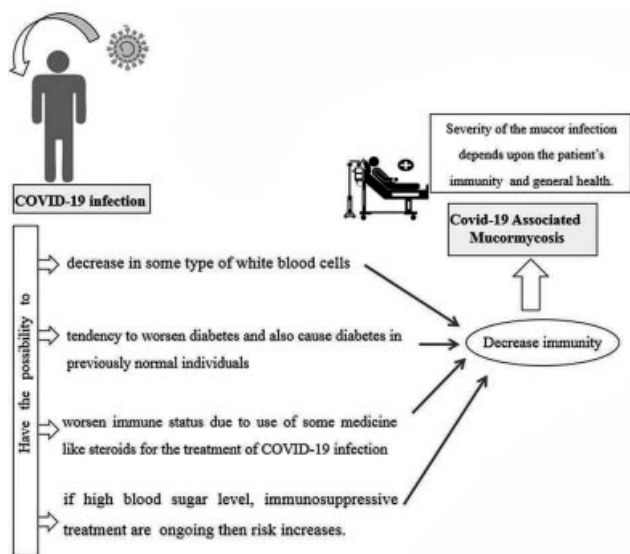 Severity of the mucor infection
depends upon the patient's
immunity and general health.
COVID-19 infection
Covid-19 Associated
Mucormycosis
Have the possibility to
decrease in some type of white blood cells
tendency to worsen diabetes and also cause diabetes in
previously normal individuals
Decrease immunity
worsen immune status due to use of some medicine
like steroids for the treatment of COVID-19 infection
if high blood sugar level, immunosuppressive
treatment are ongoing then risk increases.